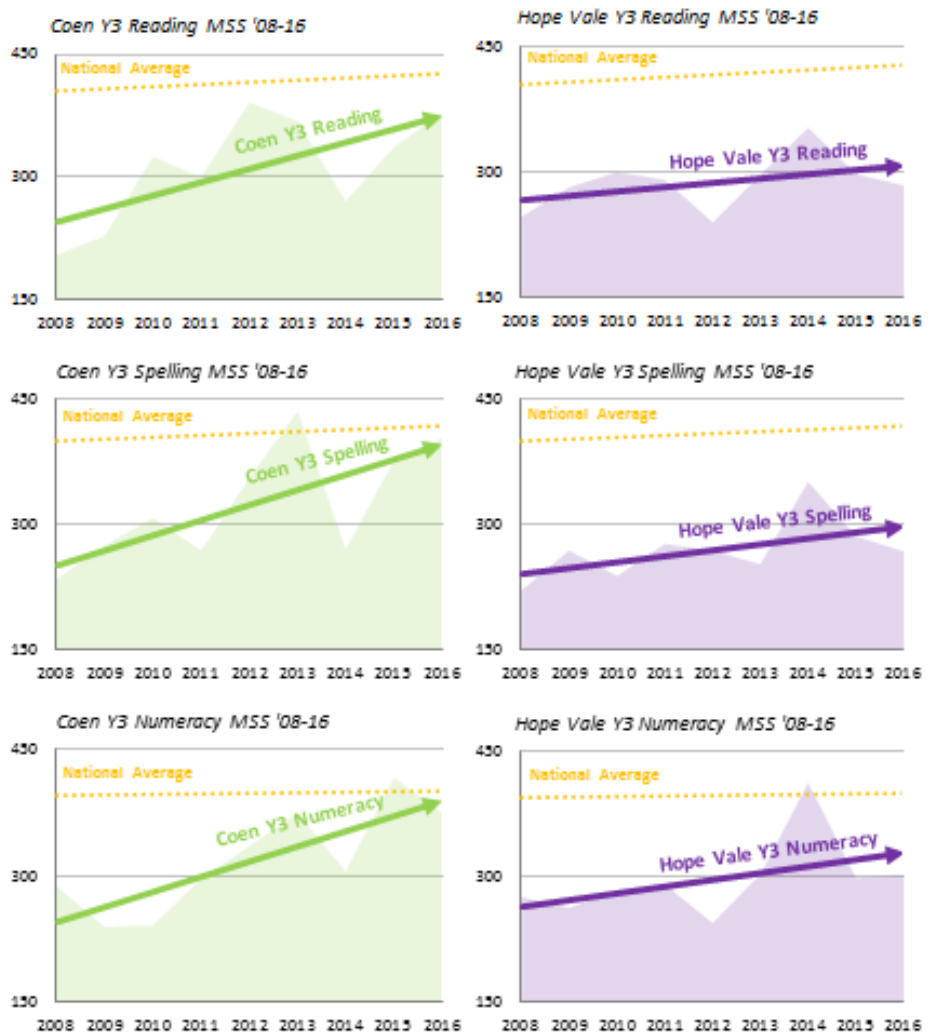 Coen Y3 Reading MSS '08-16
450
National Average
Coen Y3 Reading
300
150
2008 2009 2010 2011 2012 2013 2014 2015 2016
Hope Vale Y3 Reading MSS '08-16
450
National Average
Hope Vale Y3 Reading
300
150
2008 2009 2010 2011 2012 2013 2014 2015 2016
Coen Y3 Spelling MSS '08-16
450
National Average
Coen Y3 Spelling
300
150
2008 2009 2010 2011 2012 2013 2014 2015 2016
Hope Vale Y3 Spelling MSS '08-16
450
National Average
Hope Vale Y3 Spelling
300
150
2008 2009 2010 2011 2012 2013 2014 2015 2016
Coen Y3 Numeracy MSS '08-16
450
National Average
Coen Y3 Numeracy
300
150
2008 2009 2010 2011 2012 2013 2014 2015 2016
Hope Vale Y3 Numeracy MSS '08-16
450
National Average
Hope Vale Y3 Numeracy
300
150
2008 2009 2010 2011 2012 2013 2014 2015 2016